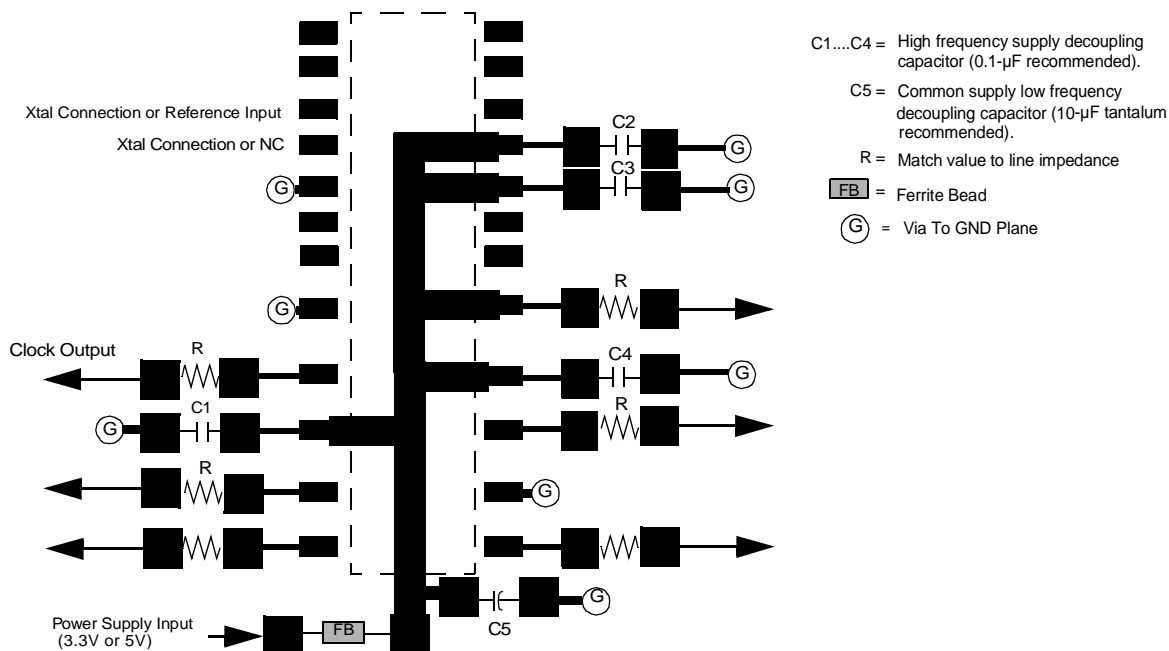 C1....C4 = High frequency supply decoupling
capacitor (0.1-µF recommended).
C5 = Common supply low frequency
decoupling capacitor (10-µF tantalum
recommended).
R = Match value to line impedance
FB = Ferrite Bead
G = Via To GND Plane
Xtal Connection or Reference Input
Xtal Connection or NC
C2
G
C3
G
G
G
R
Clock Output
R
C4
G
G
C1
R
R
G
C5
G
Power Supply Input
(3.3V or 5V)
FB